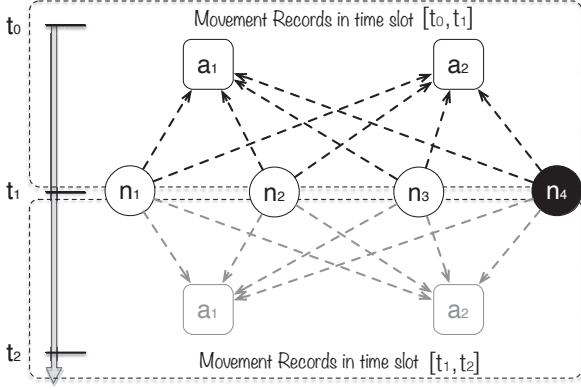 t0
Movement Records in time slot [t0, t1]
a1 a2
t1
n1 n2 n3 n4
a1 a2
t2
Movement Records in time slot [t1, t2]